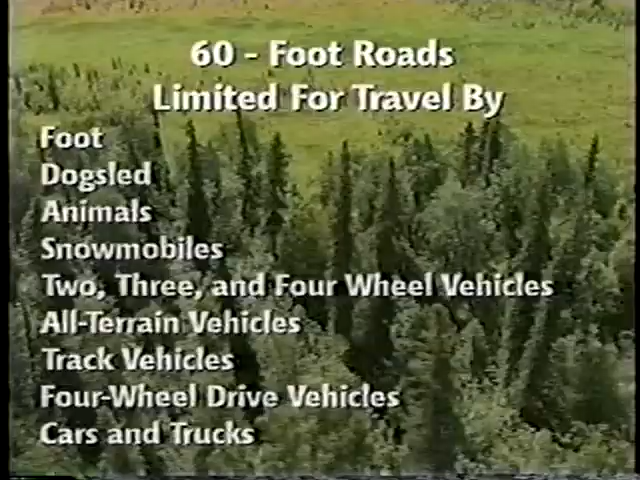 60 - Foot Roads
Limited For Travel By
Foot
Dogsled
Animals
Snowmobiles
Two, Three, and Four Wheel Vehicles
All-Terrain Vehicles
Track Vehicles
Four-Wheel Drive Vehicles
Cars and Trucks